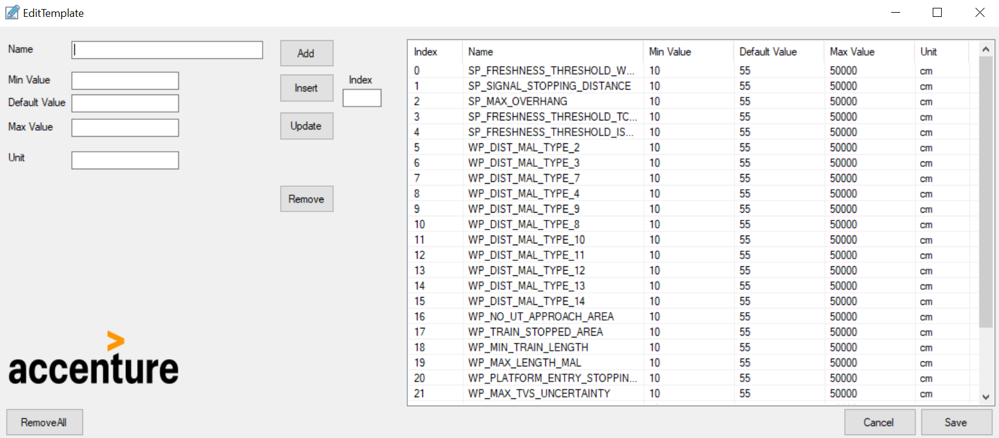 EditTemplate
Name
Add
Min Value
Insert
Index
Default Value
Update
Max Value
Unit
Remove
>
accenture
RemoveAll
Index Name Min Value Default Value Max Value Unit
0 SP_FRESHNESS_THRESHOLD_W... 10 55 50000 cm
1 SP_SIGNAL_STOPPING_DISTANCE 10 55 50000 cm
2 SP_MAX_OVERHANG 10 55 50000 cm
3 SP_FRESHNESS_THRESHOLD_TC... 10 55 50000 cm
4 SP_FRESHNESS_THRESHOLD_IS... 10 55 50000 cm
5 WP_DIST_MAL_TYPE_2 10 55 50000 cm
6 WP_DIST_MAL_TYPE_3 10 55 50000 cm
7 WP_DIST_MAL_TYPE_7 10 55 50000 cm
8 WP_DIST_MAL_TYPE_4 10 55 50000 cm
9 WP_DIST_MAL_TYPE_9 10 55 50000 cm
10 WP_DIST_MAL_TYPE_8 10 55 50000 cm
11 WP_DIST_MAL_TYPE_10 10 55 50000 cm
12 WP_DIST_MAL_TYPE_11 10 55 50000 cm
13 WP_DIST_MAL_TYPE_12 10 55 50000 cm
14 WP_DIST_MAL_TYPE_13 10 55 50000 cm
15 WP_DIST_MAL_TYPE_14 10 55 50000 cm
16 WP_NO_UT_APPROACH_AREA 10 55 50000 cm
17 WP_TRAIN_STOPPED_AREA 10 55 50000 cm
18 WP_MIN_TRAIN_LENGTH 10 55 50000 cm
19 WP_MAX_LENGTH_MAL 10 55 50000 cm
20 WP_PLATFORM_ENTRY_STOPPIN... 10 55 50000 cm
21 WP_MAX_TVS_UNCERTAINTY 10 55 50000 cm
Cancel
Save